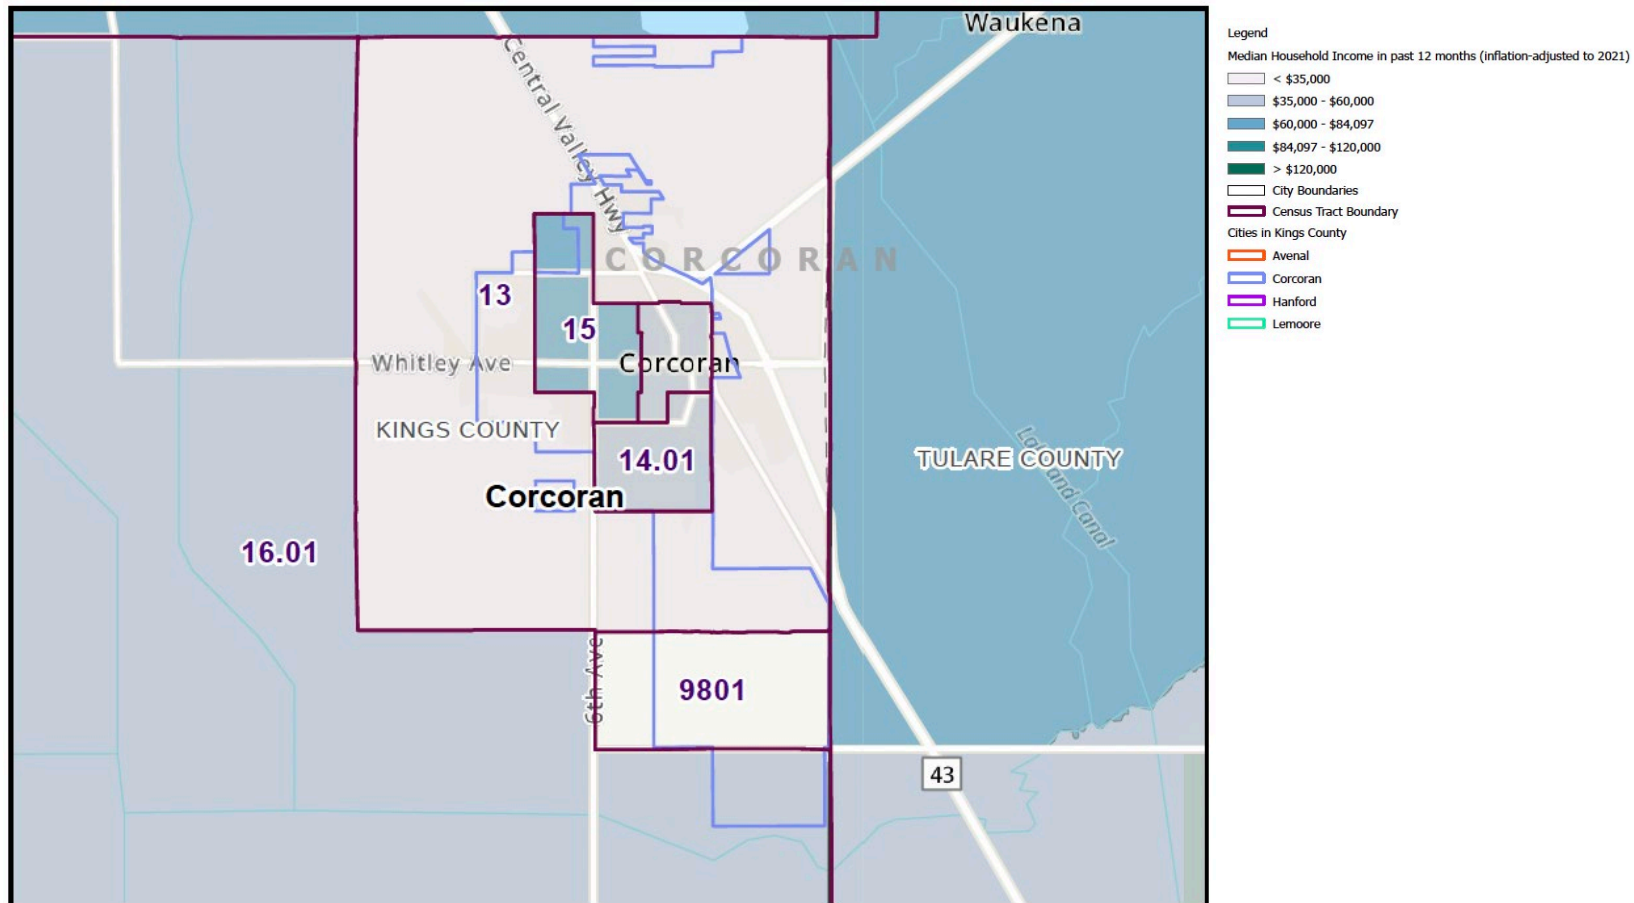 Waukena
Central Valley Hwy
CORCORAN
13
15
Whitley Ave
Corcoran
KINGS COUNTY
14.01
TULARE COUNTY
Lakeland Canal
Corcoran
16.01
6th Ave
9801
43
Legend
Median Household Income in past 12 months (inflation-adjusted to 2021)
< $35,000
$35,000 - $60,000
$60,000 - $84,097
$84,097 - $120,000
> $120,000
City Boundaries
Census Tract Boundary
Cities in Kings County
Avenal
Corcoran
Hanford
Lemoore